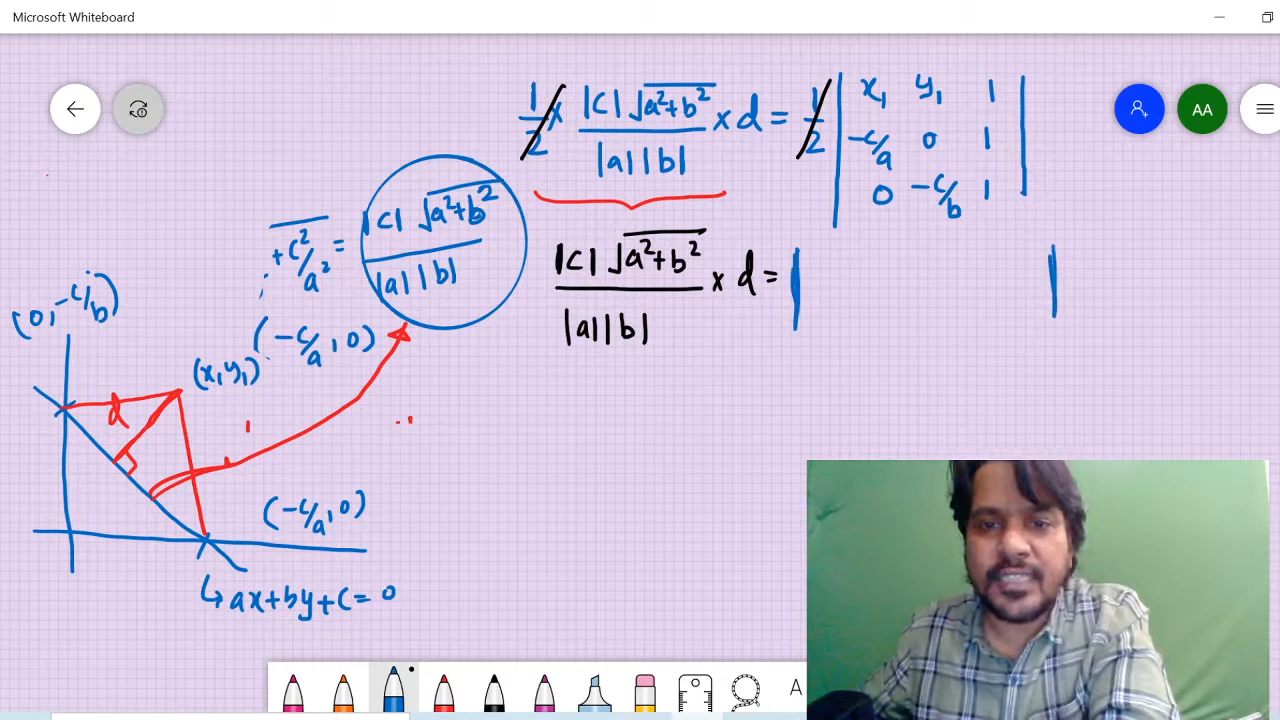 Microsoft Whiteboard
1/2 x |C| √a²+b² / |a| |b| x d = 1/2 | x₁ y₁ 1 |
| -c/a 0 1 |
| 0 -c/b 1 |
AA
+ C²/a² = |C| √a²+b² / |a| |b|
|C| √a²+b² / |a| |b| x d = | |
(0, -c/b)
(-c/a, 0)
(x₁ y₁)
d
(-c/a, 0)
↳ ax+by+C= 0
A